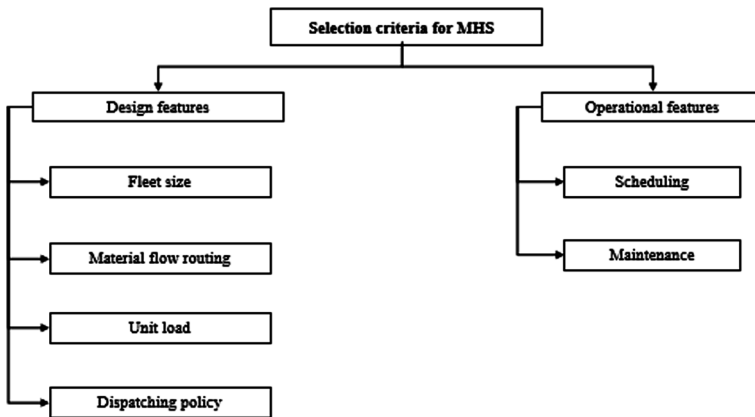 Selection criteria for MHS
Design features
Operational features
Fleet size
Scheduling
Material flow routing
Maintenance
Unit load
Dispatching policy